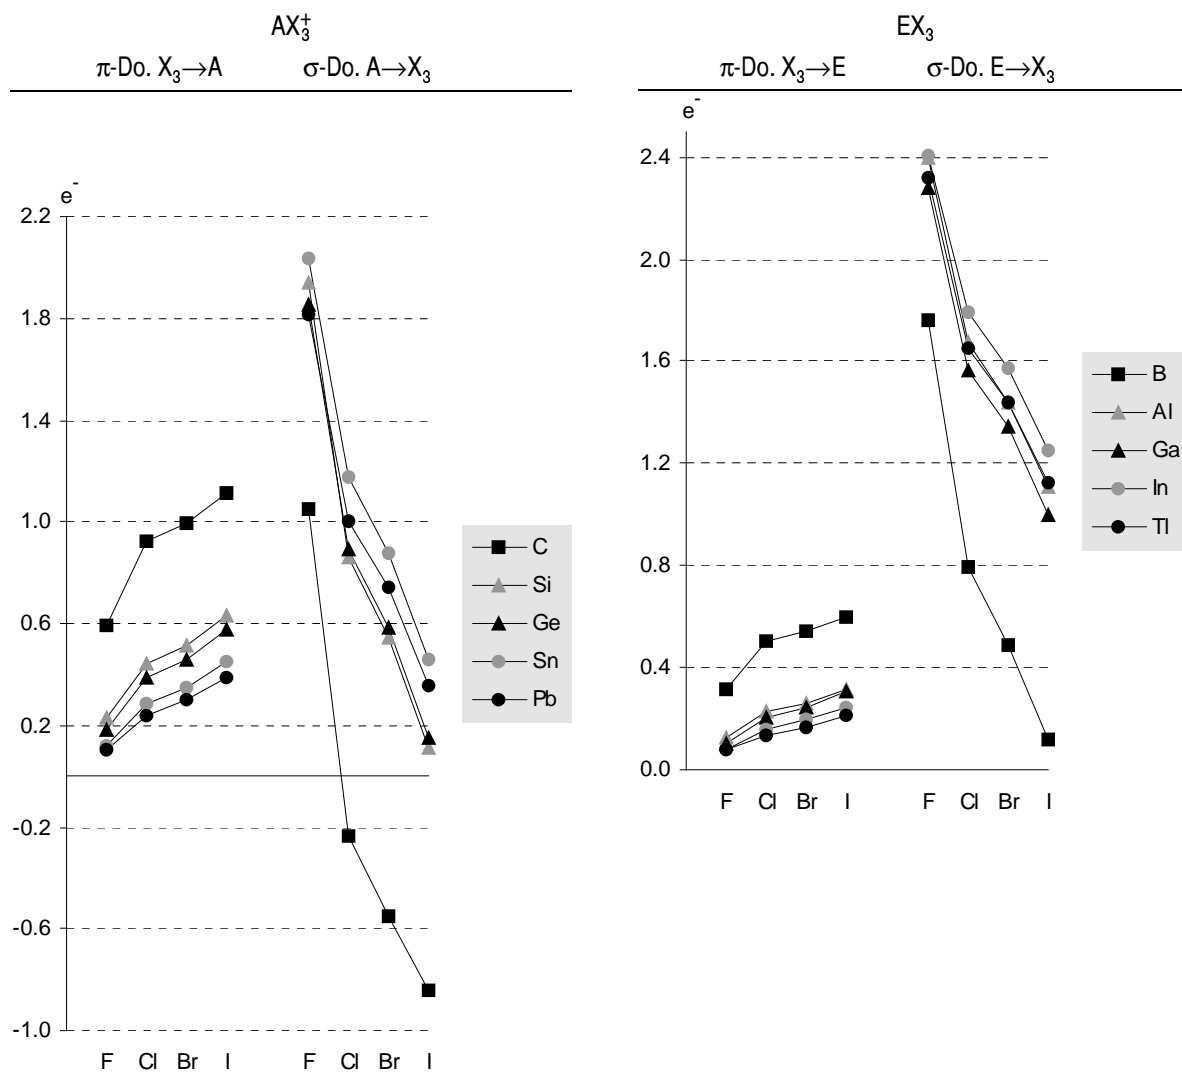 AX₃⁺
π-Do. X₃→A σ-Do. A→X₃
e⁻
2.2
1.8
1.4
1.0
0.6
0.2
-0.2
-0.6
-1.0
F Cl Br I F Cl Br I
C
Si
Ge
Sn
Pb
EX₃
π-Do. X₃→E σ-Do. E→X₃
e⁻
2.4
2.0
1.6
1.2
0.8
0.4
0.0
F Cl Br I F Cl Br I
B
Al
Ga
In
Tl